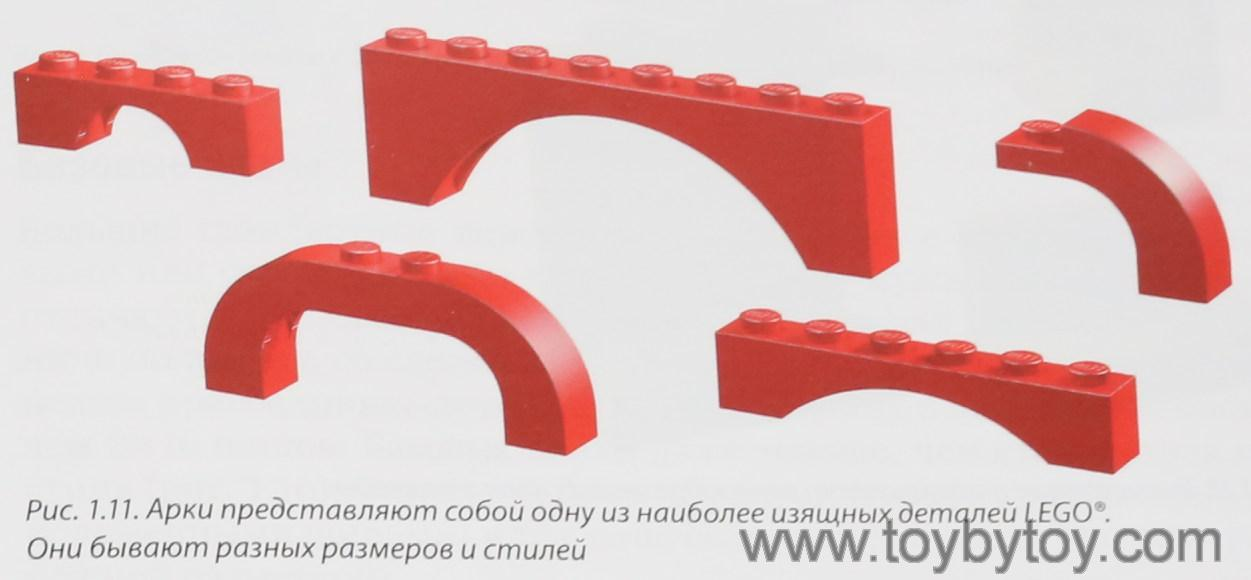 Рис. 1.11. Арки представляют собой одну из наиболее изящных деталей LEGO®.
Они бывают разных размеров и стилей
www.toybytoy.com